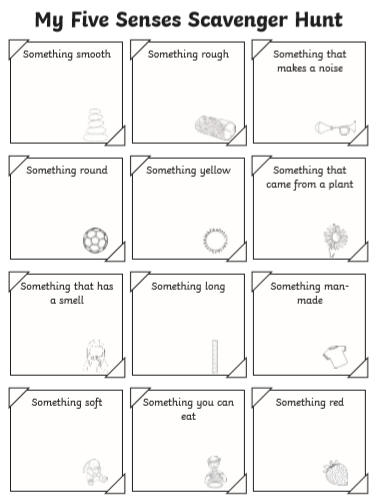 My Five Senses Scavenger Hunt
Something smooth
Something rough
Something that
makes a noise
Something round
Something yellow
Something that
came from a plant
Something that has
a smell
Something long
Something man-
made
Something soft
Something you can
eat
Something red